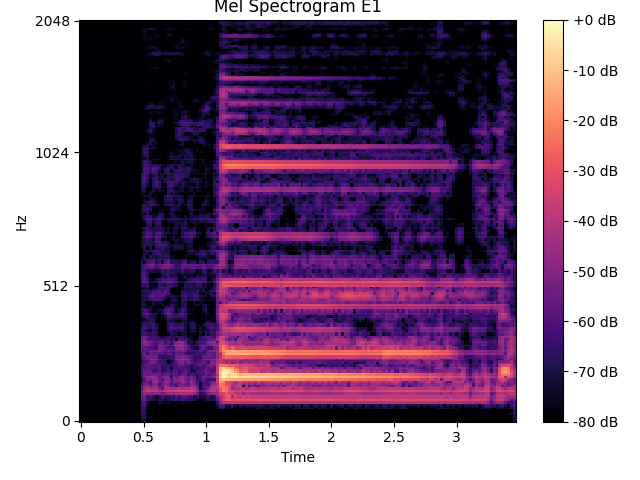 Mel Spectrogram E1
2048
1024
512
0
Hz
0
0.5
1
1.5
2
2.5
3
Time
+0 dB
-10 dB
-20 dB
-30 dB
-40 dB
-50 dB
-60 dB
-70 dB
-80 dB